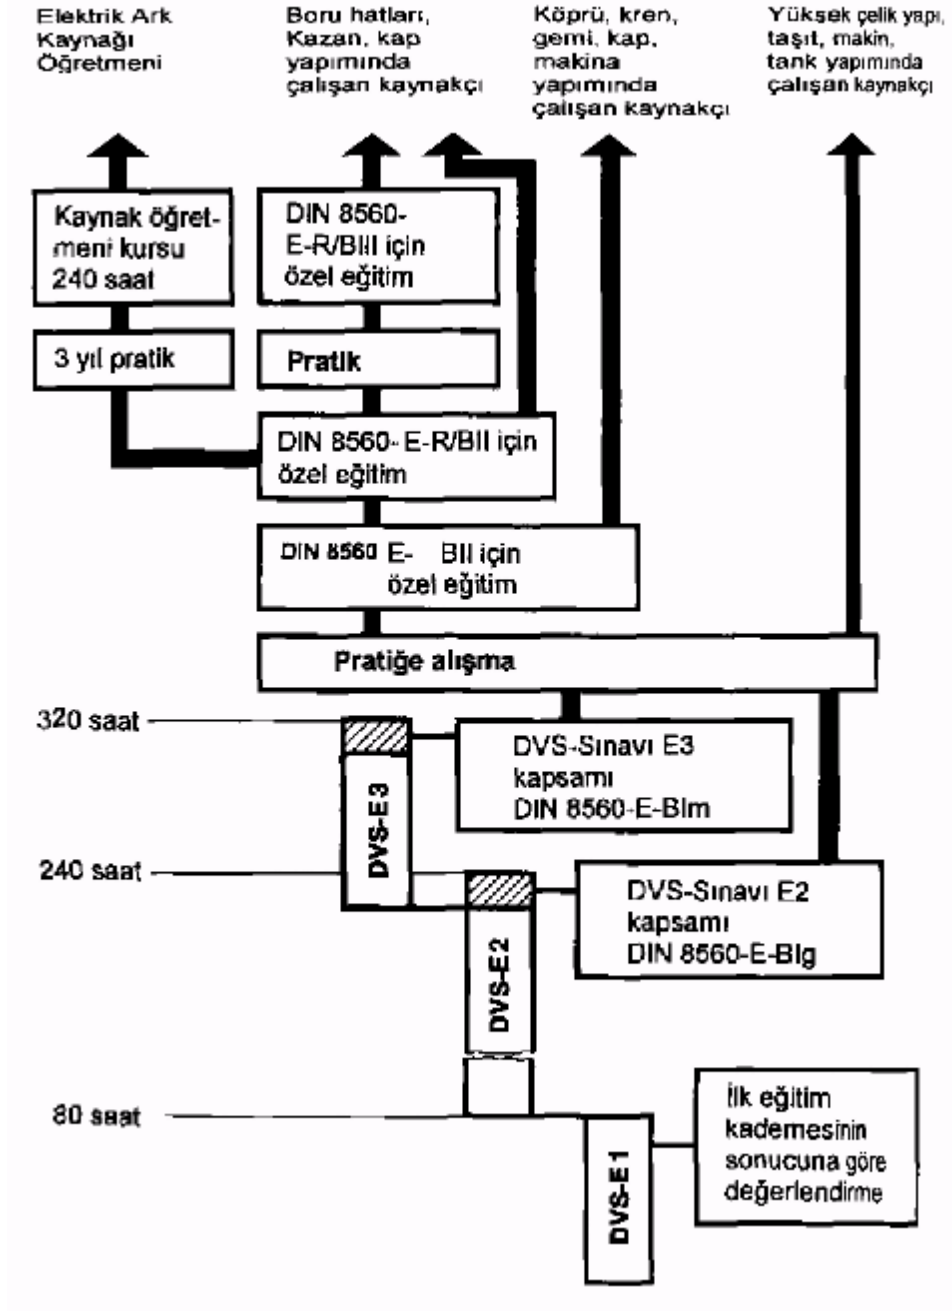 Elektrik Ark
Kaynağı
Öğretmeni
Boru hatları,
Kazan, kap
yapımında
çalışan kaynakçı
Köprü, kren,
gemi, kap,
makina
yapımında
çalışan kaynakçı
Yüksek çelik yapı,
taşıt, makin,
tank yapımında
çalışan kaynakçı
Kaynak öğret-
meni kursu
240 saat
DIN 8560-
E-R/BIII için
özel eğitim
3 yıl pratik
Pratik
DIN 8560- E-R/BII için
özel eğitim
DIN 8560 E- BII için
özel eğitim
Pratiğe alışma
320 saat
DVS-E3
DVS-Sınavı E3
kapsamı
DIN 8560-E-BIm
240 saat
DVS-E2
DVS-Sınavı E2
kapsamı
DIN 8560-E-BIg
80 saat
DVS-E1
İlk eğitim
kademesinin
sonucuna göre
değerlendirme